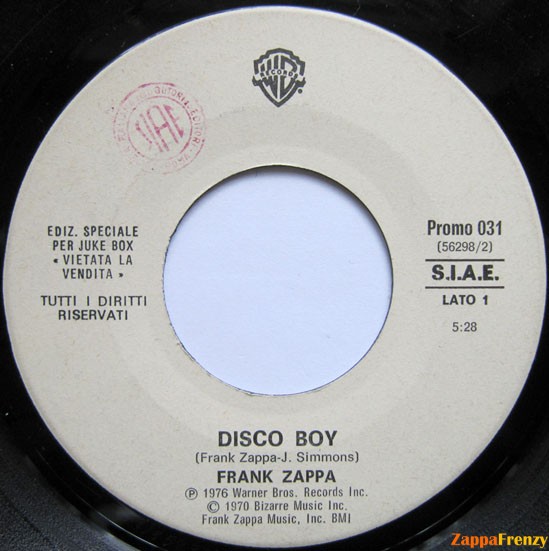 WB
RECORDS
SIAE
EDIZ. SPECIALE
PER JUKE BOX
« VIETATA LA
VENDITA »
TUTTI I DIRITTI
RISERVATI
Promo 031
(56298/2)
S.I.A.E.
LATO 1
5:28
DISCO BOY
(Frank Zappa-J. Simmons)
FRANK ZAPPA
Ⓟ 1976 Warner Bros. Records Inc.
© 1970 Bizarre Music Inc.
Frank Zappa Music, Inc. BMI
ZappaFrenzy